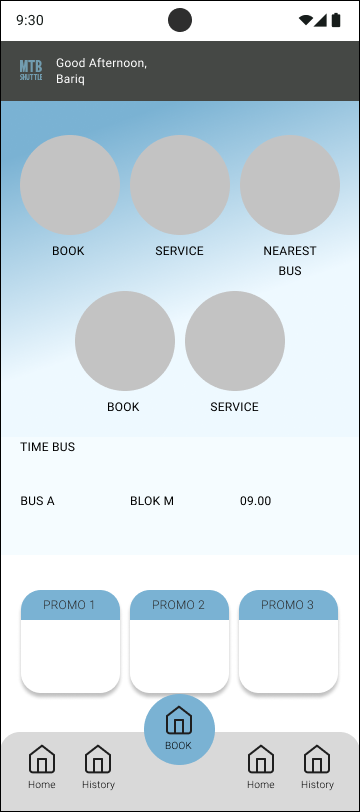 9:30
MTB
SHUTTLE
Good Afternoon,
Bariq
BOOK
SERVICE
NEAREST
BUS
BOOK
SERVICE
TIME BUS
BUS A
BLOK M
09.00
PROMO 1
PROMO 2
PROMO 3
Home
History
BOOK
Home
History